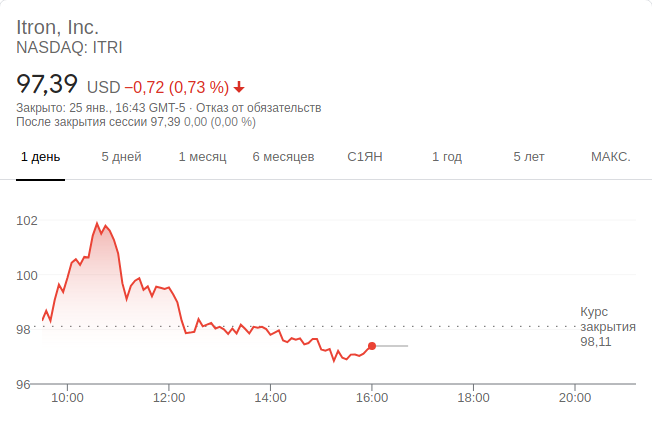 Itron, Inc.
NASDAQ: ITRI
97,39 USD −0,72 (0,73 %)
Закрыто: 25 янв., 16:43 GMT-5 · Отказ от обязательств
После закрытия сессии 97,39 0,00 (0,00 %)
1 день 5 дней 1 месяц 6 месяцев С1ЯН 1 год 5 лет МАКС.
102
100
98
96
Курс
закрытия
98,11
10:00 12:00 14:00 16:00 18:00 20:00